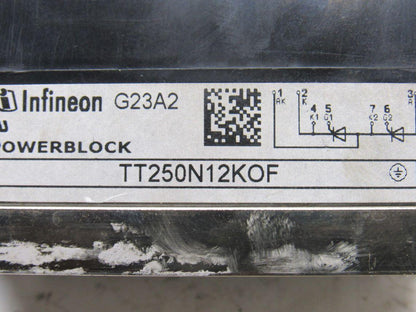 Infineon G23A2
POWERBLOCK
TT250N12KOF
1 2 3
AK K
4 5 7 6
K1 G1 K2 G2